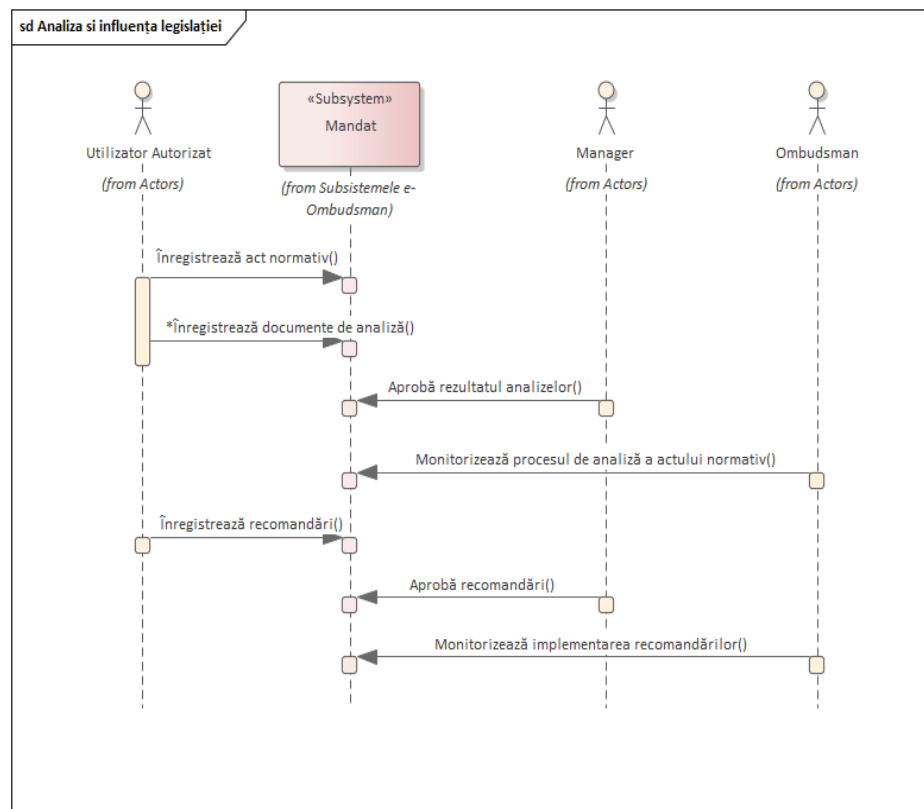 sd Analiza si influența legislației
«Subsystem»
Mandat
Utilizator Autorizat
Manager
Ombudsman
(from Actors)
(from Subsistemele e-
Ombudsman)
(from Actors)
(from Actors)
Înregistrează act normativ()
*Înregistrează documente de analiză()
Aprobă rezultatul analizelor()
Monitorizează procesul de analiză a actului normativ()
Înregistrează recomandări()
Aprobă recomandări()
Monitorizează implementarea recomandărilor()